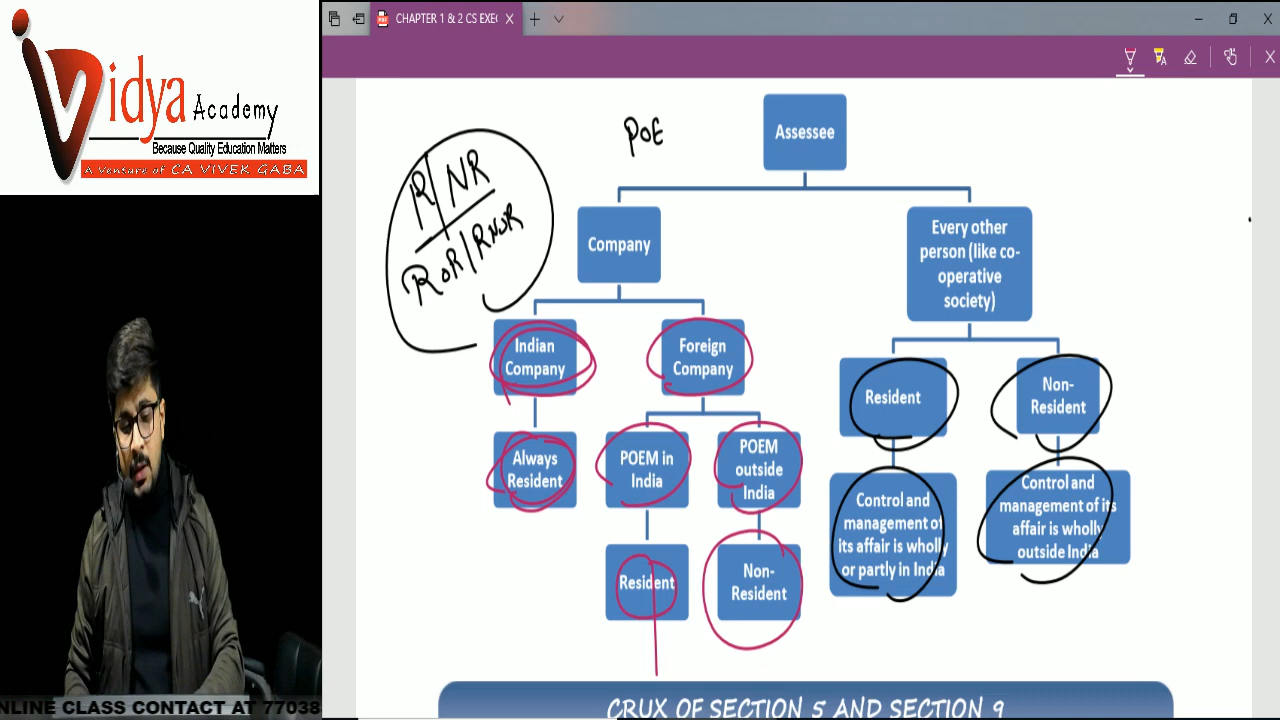 CHAPTER 1 & 2 CS EXEC
Vidya
Academy
Because Quality Education Matters
A Venture of CA VIVEK GABA
POE
R/NR
ROR/RNOR
Assessee
Company
Every other
person (like co-
operative
society)
Indian
Company
Foreign
Company
Resident
Non-
Resident
Always
Resident
POEM in
India
POEM
outside
India
Control and
management of
its affair is wholly
or partly in India
Control and
management of its
affair is wholly
outside India
Resident
Non-
Resident
CRUX OF SECTION 5 AND SECTION 9
NLINE CLASS CONTACT AT 77038